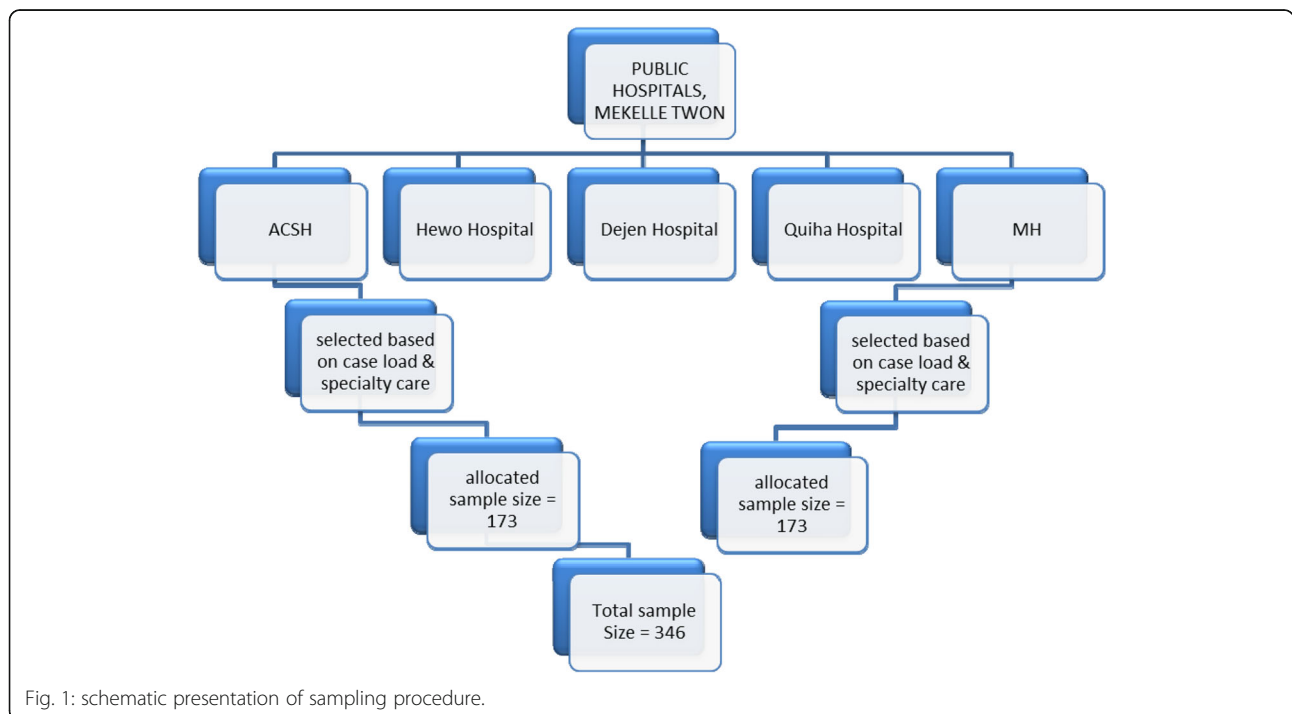 PUBLIC
HOSPITALS,
MEKELLE TWON
ACSH
Hewo Hospital
Dejen Hospital
Quiha Hospital
MH
selected based
on case load &
specialty care
selected based
on case load &
specialty care
allocated
sample size =
173
allocated
sample size =
173
Total sample
Size = 346
Fig. 1: schematic presentation of sampling procedure.